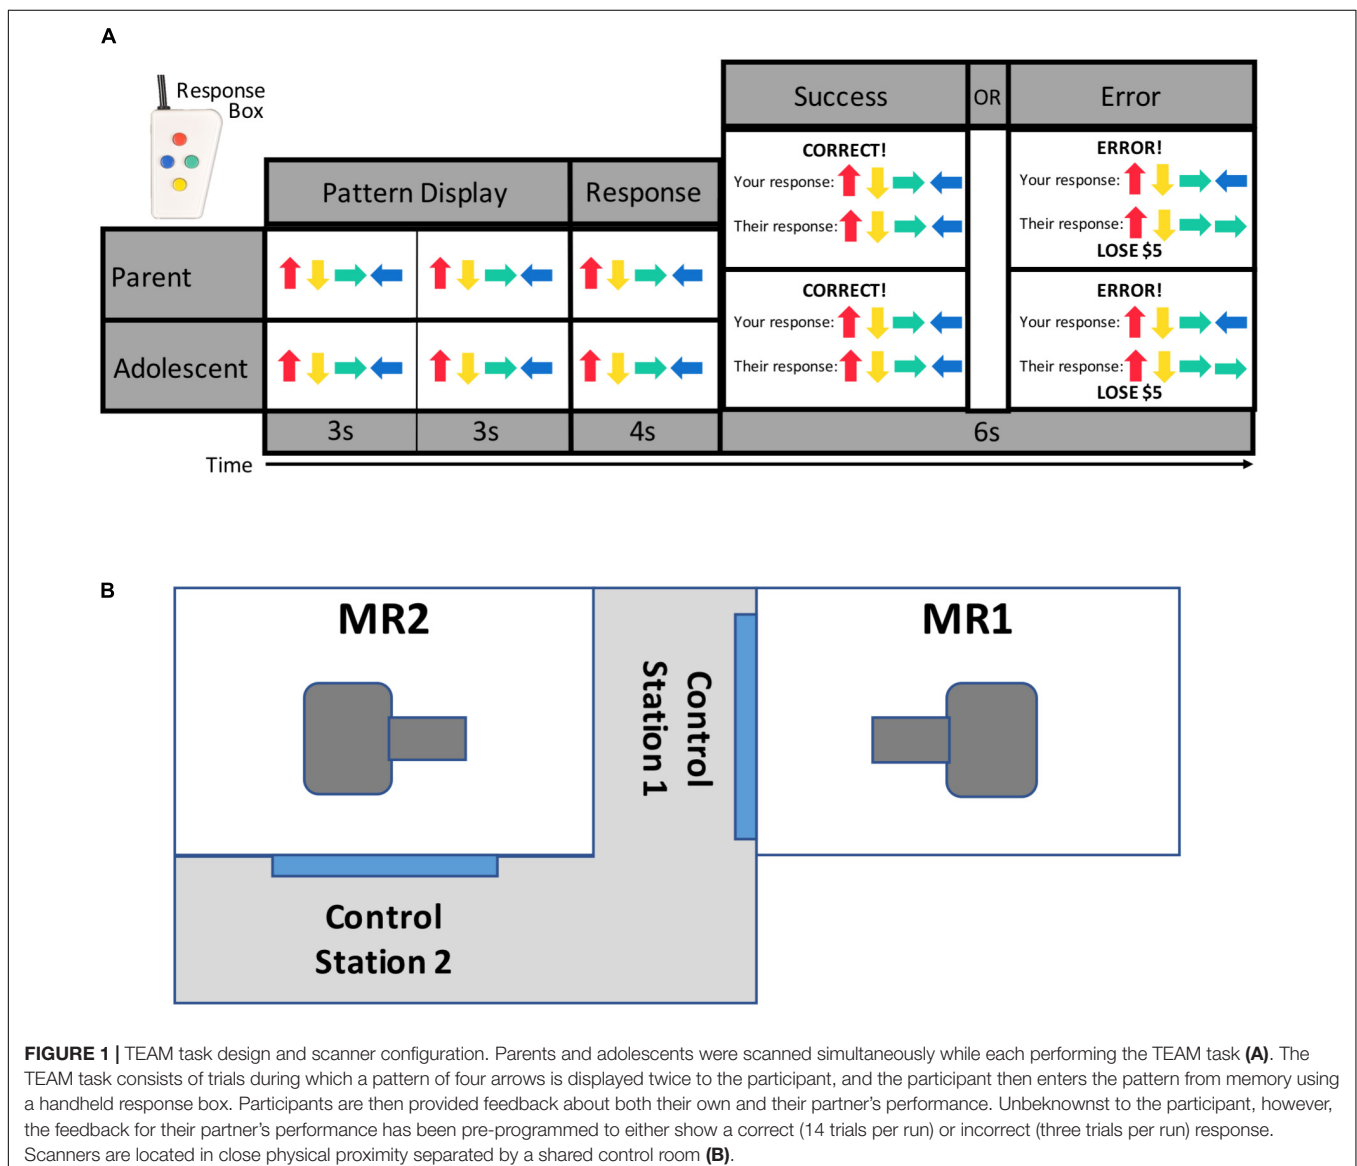 A
Response
Box
Pattern Display
Response
Success
OR
Error
Parent
Adolescent
CORRECT!
Your response:
Their response:
ERROR!
Your response:
Their response:
LOSE $5
CORRECT!
Your response:
Their response:
ERROR!
Your response:
Their response:
LOSE $5
3s
3s
4s
6s
Time
B
MR2
MR1
Control
Station 1
Control
Station 2
FIGURE 1 | TEAM task design and scanner configuration. Parents and adolescents were scanned simultaneously while each performing the TEAM task (A). The
TEAM task consists of trials during which a pattern of four arrows is displayed twice to the participant, and the participant then enters the pattern from memory using
a handheld response box. Participants are then provided feedback about both their own and their partner's performance. Unbeknownst to the participant, however,
the feedback for their partner's performance has been pre-programmed to either show a correct (14 trials per run) or incorrect (three trials per run) response.
Scanners are located in close physical proximity separated by a shared control room (B).